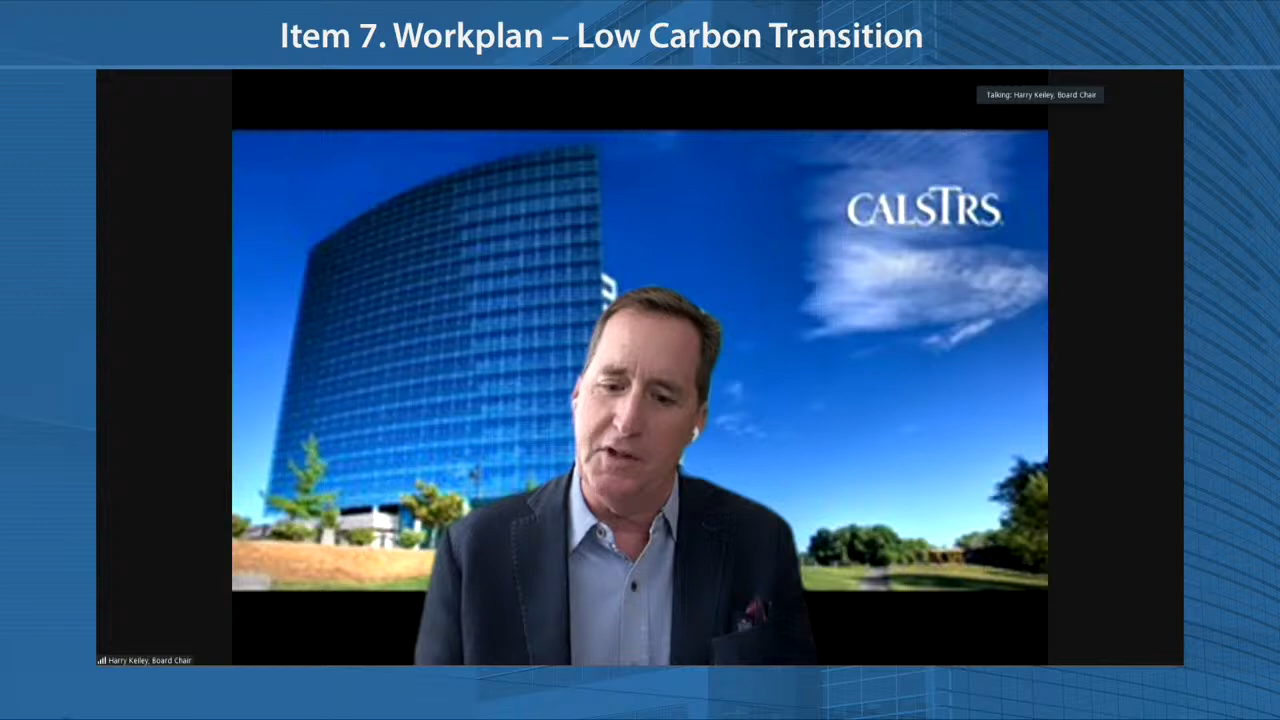 Item 7. Workplan – Low Carbon Transition
Talking: Harry Keiley, Board Chair
CALSTRS
Harry Keiley, Board Chair